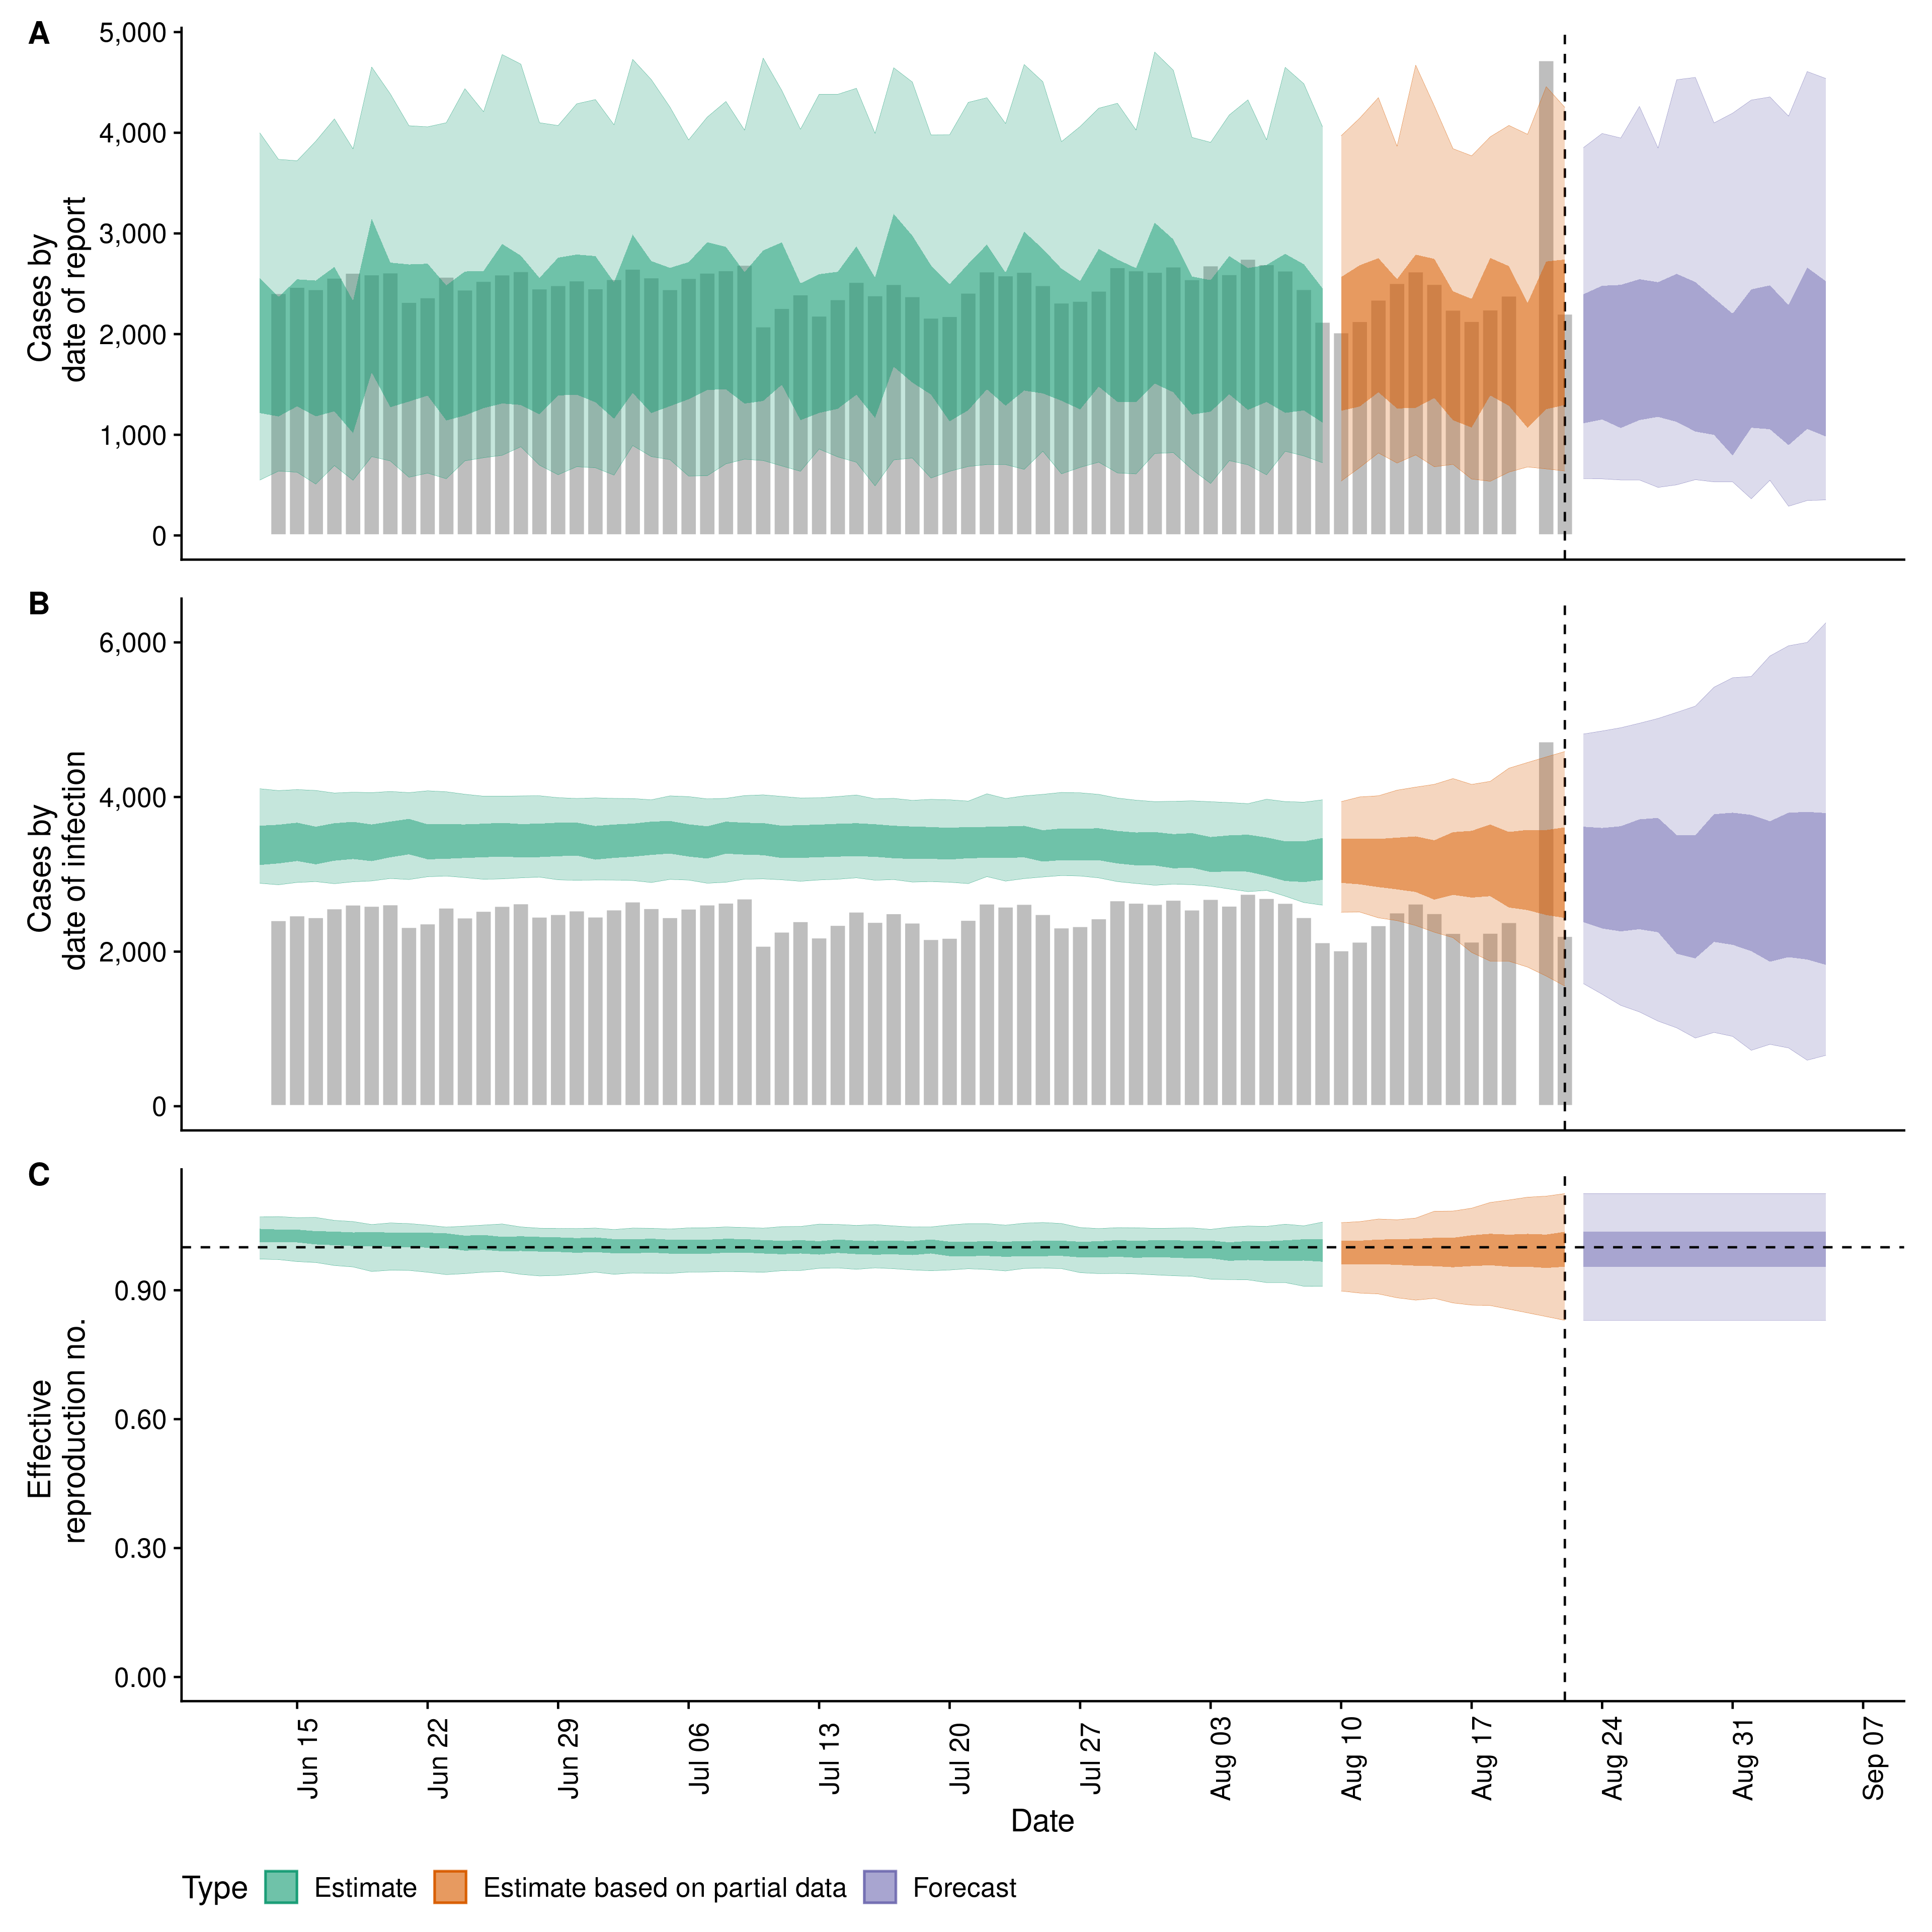 A
5,000
4,000
3,000
2,000
1,000
0
Cases by
date of report
B
6,000
4,000
2,000
0
Cases by
date of infection
C
0.90
0.60
0.30
0.00
Effective
reproduction no.
Jun 15
Jun 22
Jun 29
Jul 06
Jul 13
Jul 20
Jul 27
Aug 03
Aug 10
Aug 17
Aug 24
Aug 31
Sep 07
Date
Type Estimate Estimate based on partial data Forecast